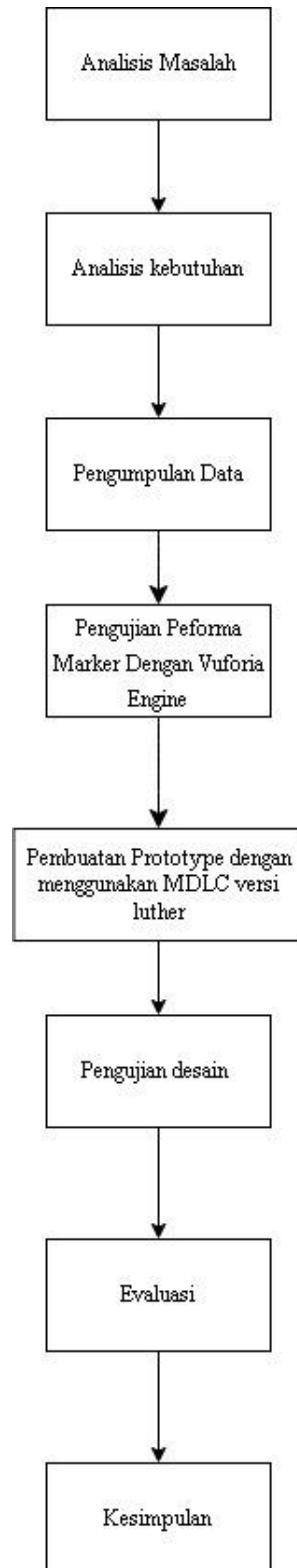 Analisis Masalah
Analisis kebutuhan
Pengumpulan Data
Pengujian Peforma
Marker Dengan Vuforia
Engine
Pembuatan Prototype dengan
menggunakan MDLC versi
luther
Pengujian desain
Evaluasi
Kesimpulan